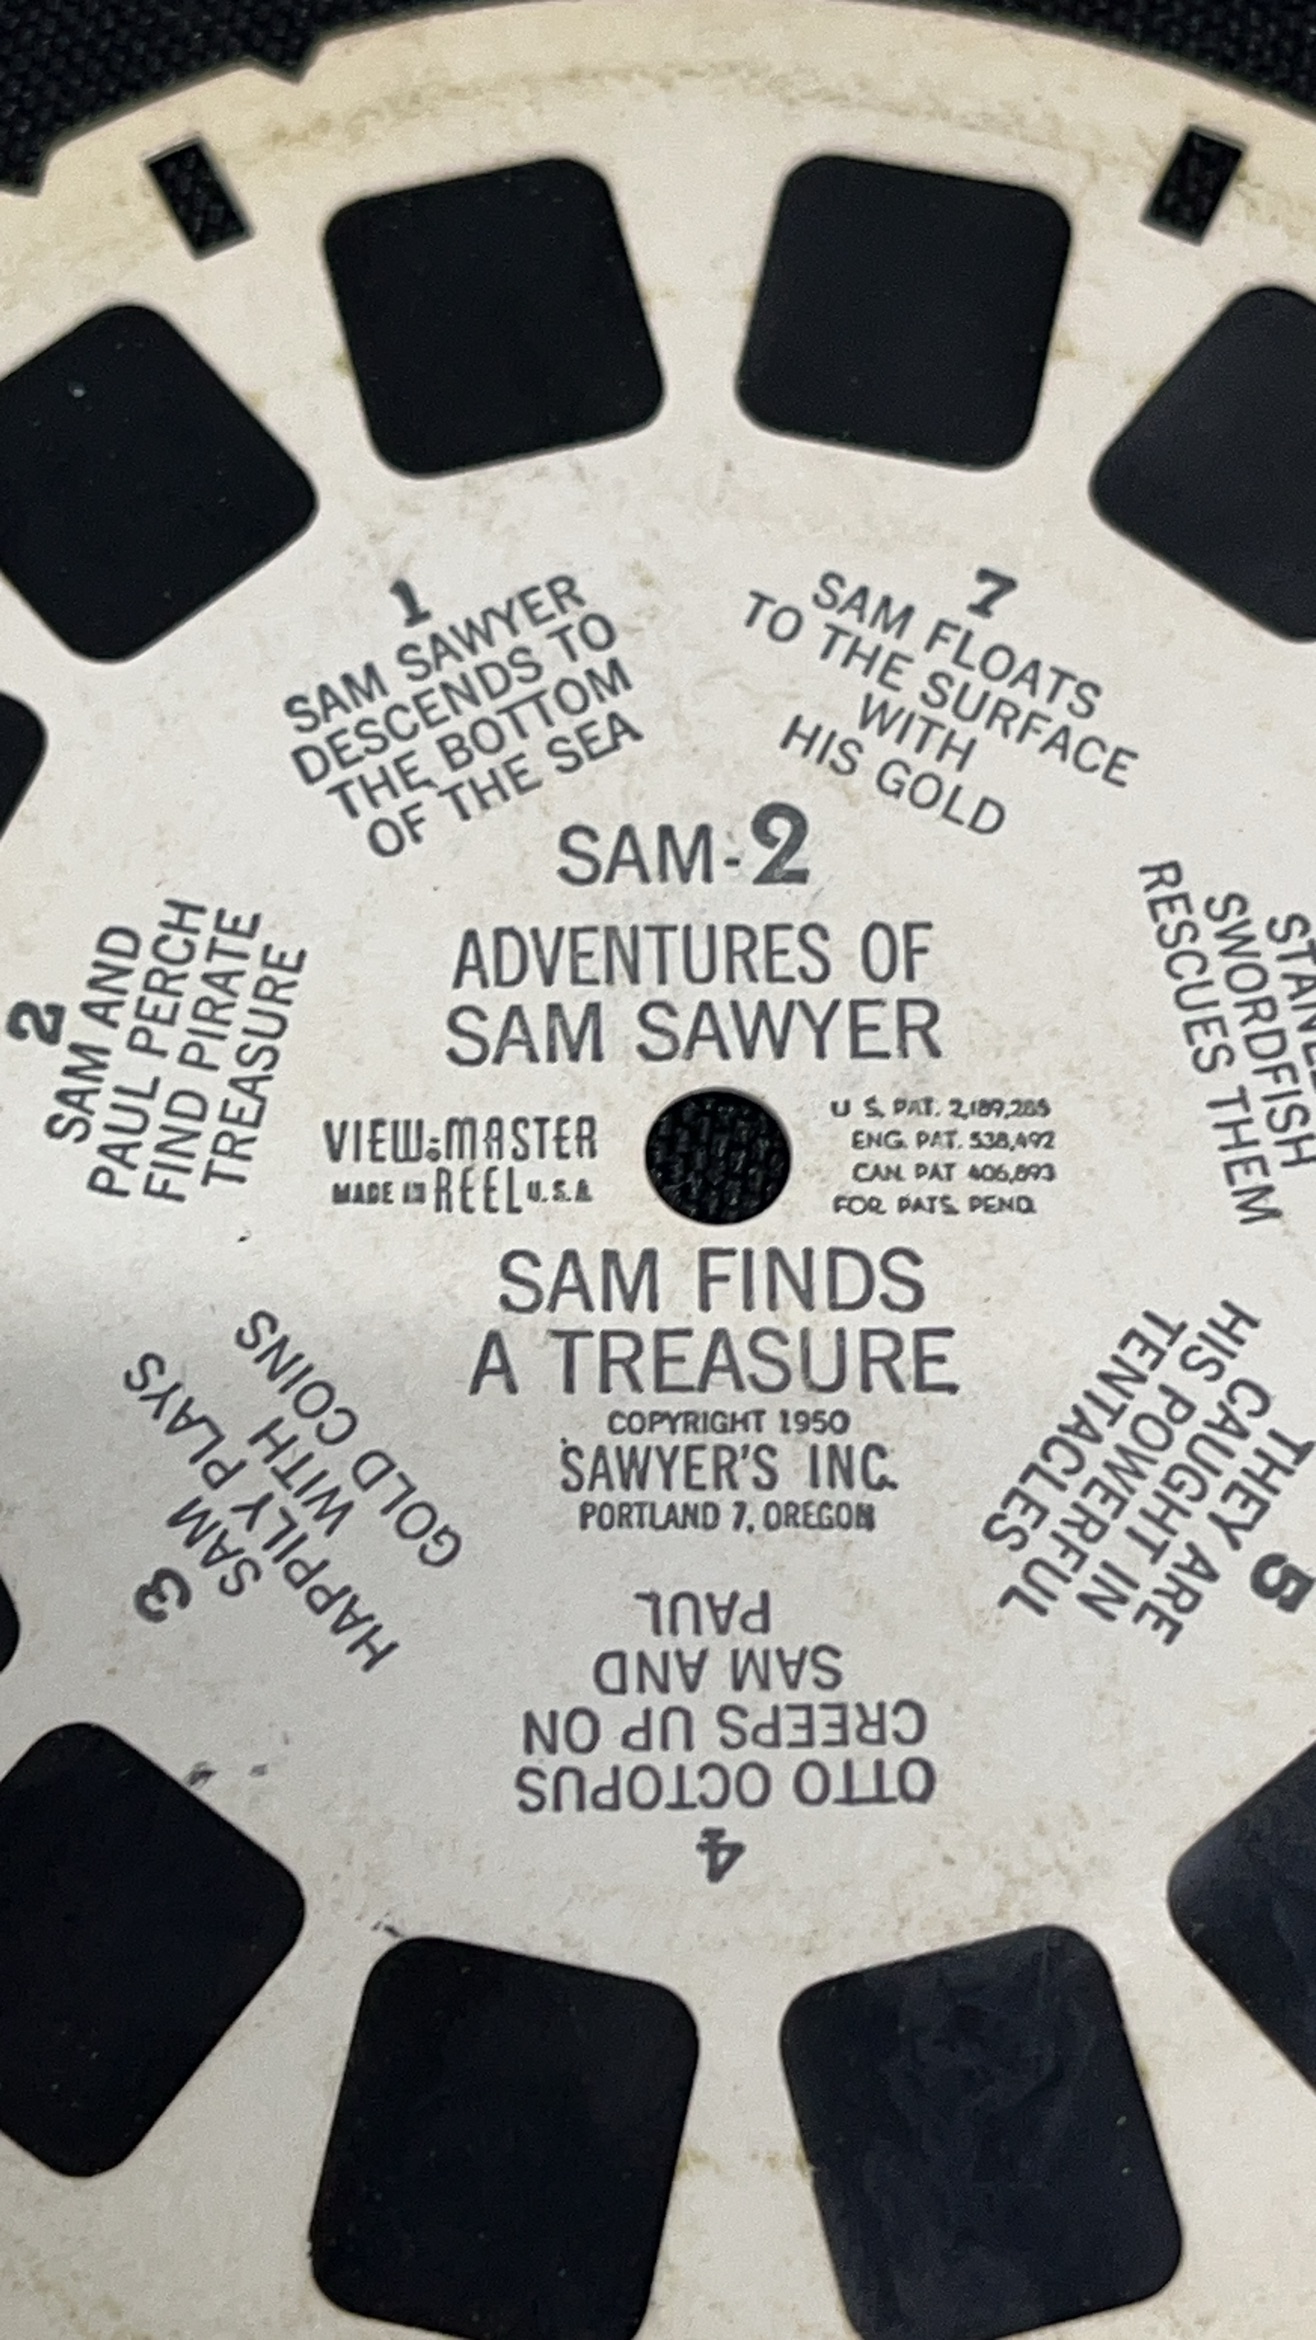 SAM-2
ADVENTURES OF
SAM SAWYER
VIEW-MASTER
MADE IN REEL U.S.A.
U S. PAT. 2,189,285
ENG. PAT. 538,492
CAN. PAT 406,893
FOR. PATS. PEND.
SAM FINDS
A TREASURE
COPYRIGHT 1950
SAWYER'S INC.
PORTLAND 7, OREGON
1
SAM SAWYER
DESCENDS TO
THE BOTTOM
OF THE SEA
2
SAM AND
PAUL PERCH
FIND PIRATE
TREASURE
3
SAM PLAYS
SAM HAPPILY WITH
GOLD COINS
4
OTTO OCTOPUS
CREEPS UP ON
SAM AND
PAUL
5
THEY ARE
CAUGHT IN
HIS POWERFUL
TENTACLES
SWORDFISH
RESCUES THEM
7
SAM FLOATS
TO THE SURFACE
WITH
HIS GOLD